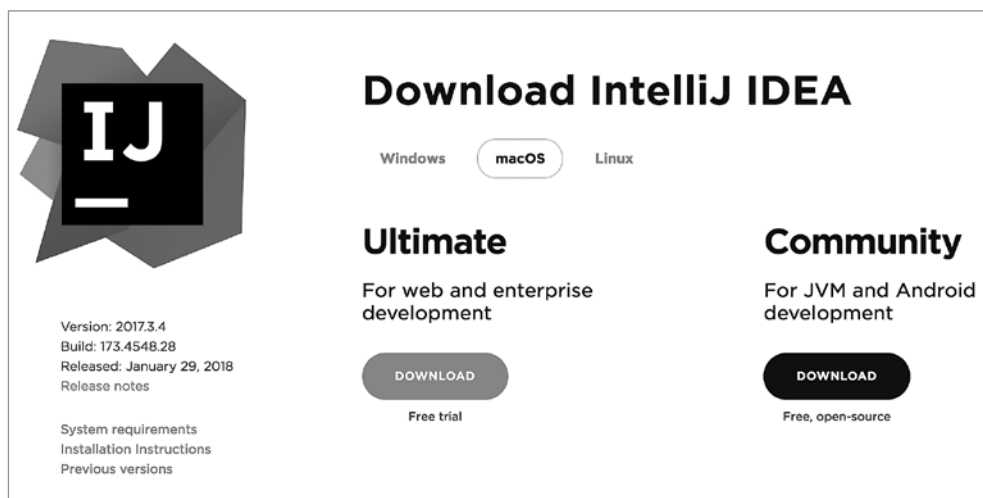 IJ
Download IntelliJ IDEA
Windows macOS Linux
Ultimate
For web and enterprise
development
DOWNLOAD
Free trial
Community
For JVM and Android
development
DOWNLOAD
Free, open-source
Version: 2017.3.4
Build: 173.4548.28
Released: January 29, 2018
Release notes
System requirements
Installation Instructions
Previous versions